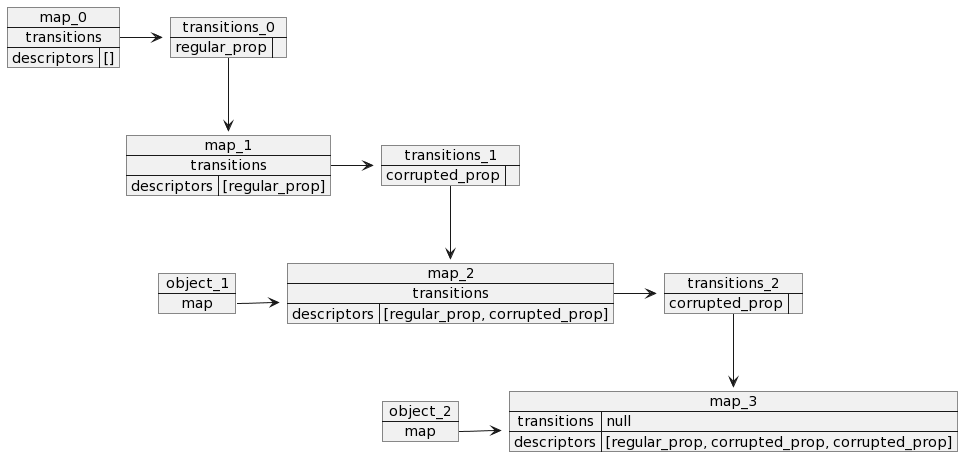 map_0
transitions
descriptors []
transitions_0
regular_prop
map_1
transitions
descriptors [regular_prop]
transitions_1
corrupted_prop
object_1
map
map_2
transitions
descriptors [regular_prop, corrupted_prop]
transitions_2
corrupted_prop
object_2
map
map_3
transitions null
descriptors [regular_prop, corrupted_prop, corrupted_prop]